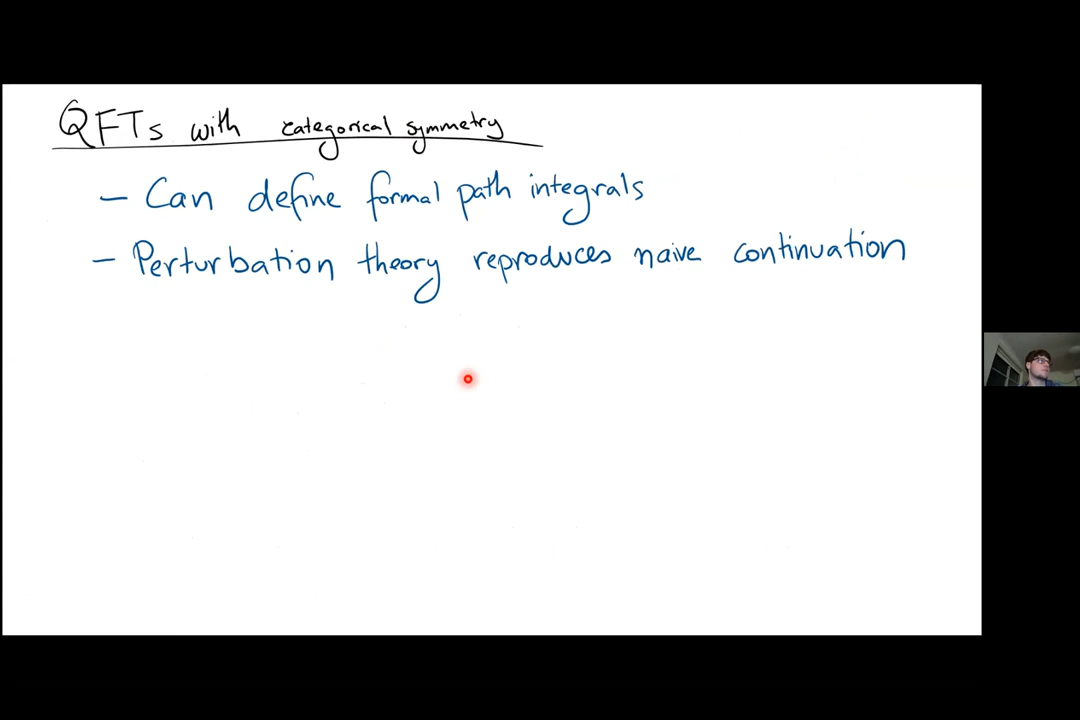 QFTs with categorical symmetry
- Can define formal path integrals
- Perturbation theory reproduces naive continuation